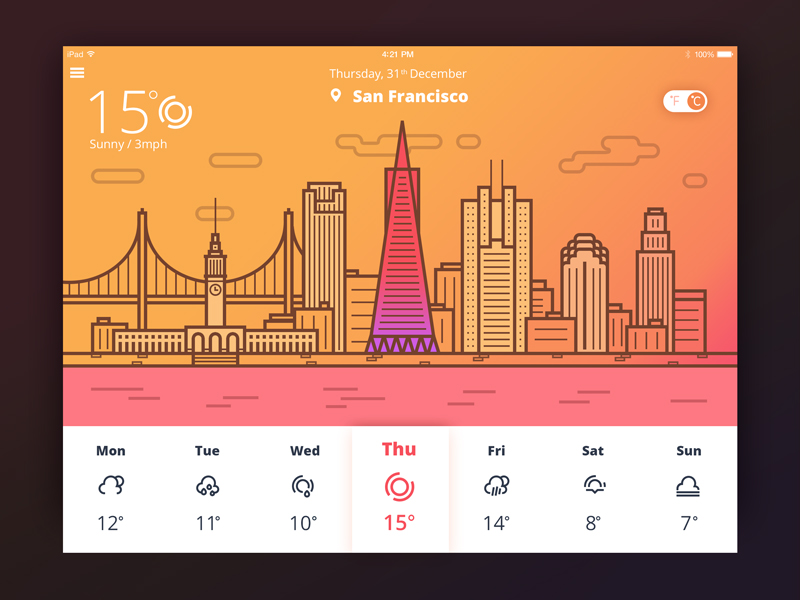 iPad 4:21 PM 100%
Thursday, 31th December
San Francisco
°F °C
15°
Sunny / 3mph
Mon Tue Wed Thu Fri Sat Sun
12° 11° 10° 15° 14° 8° 7°